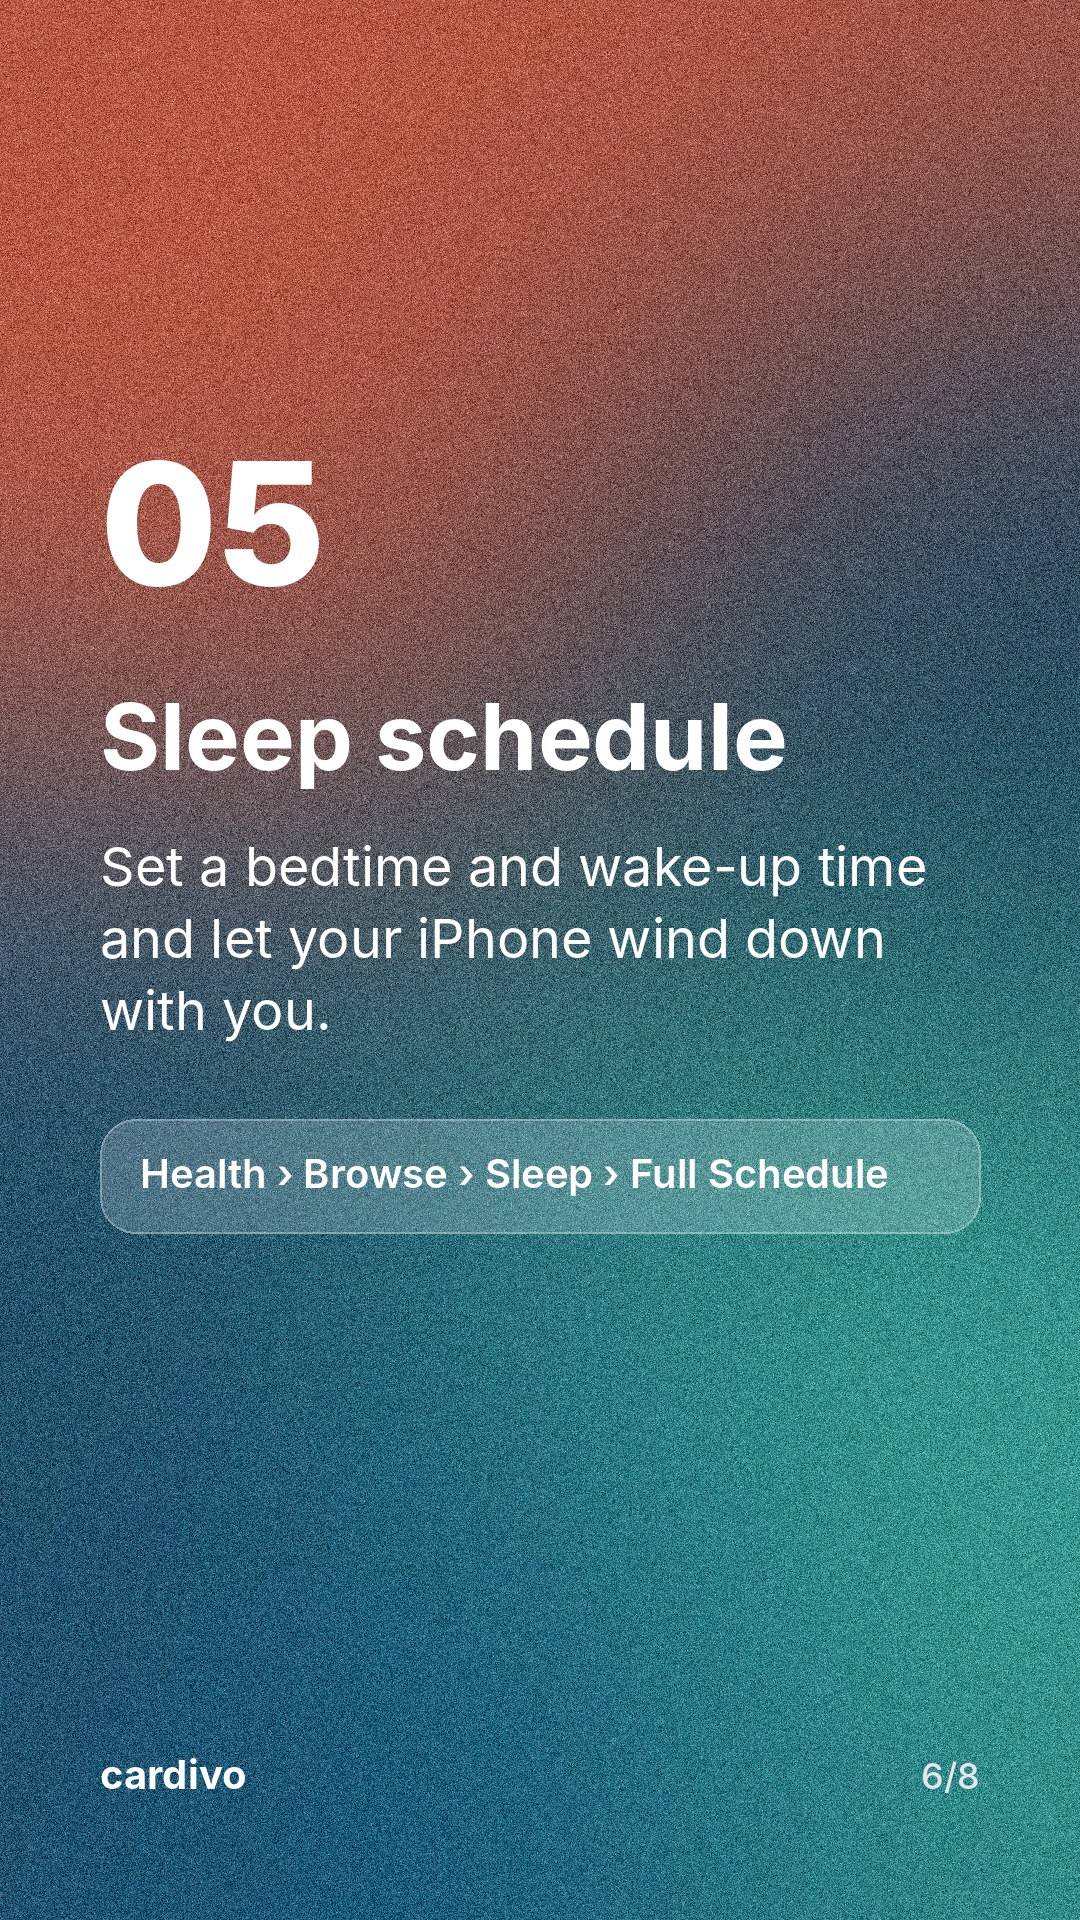 05
Sleep schedule
Set a bedtime and wake-up time
and let your iPhone wind down
with you.
Health › Browse › Sleep › Full Schedule
cardivo
6/8